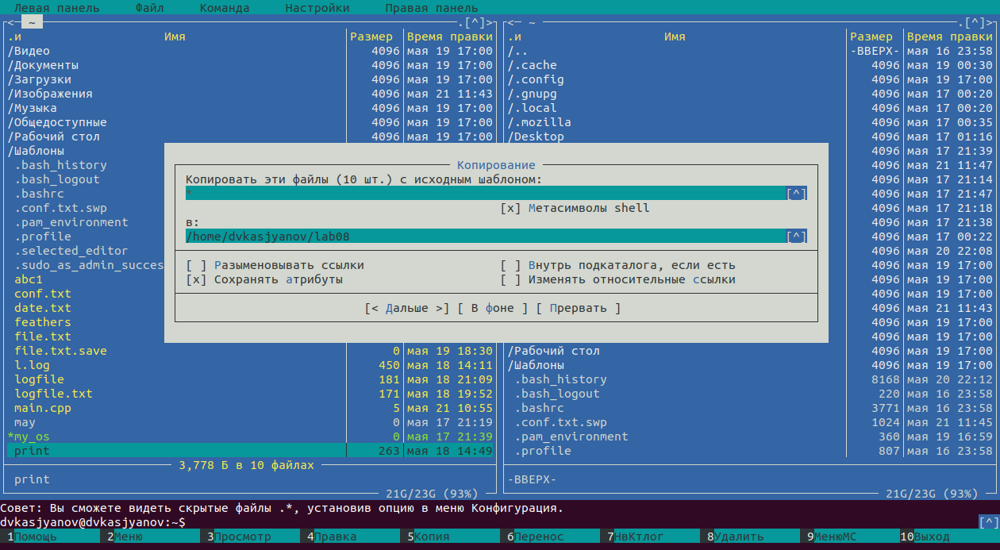 Левая панель Файл Команда Настройки Правая панель
<─ ~ ─.[^]> <─ ~ ─.[^]>
.и Имя Размер Время правки .и Имя Размер Время правки
/Видео 4096 мая 19 17:00 /.. -ВВЕРХ- мая 16 23:58
/Документы 4096 мая 19 17:00 /.cache 4096 мая 19 00:30
/Загрузки 4096 мая 19 17:00 /.config 4096 мая 19 17:00
/Изображения 4096 мая 21 11:43 /.gnupg 4096 мая 17 00:20
/Музыка 4096 мая 19 17:00 /.local 4096 мая 17 00:20
/Общедоступные 4096 мая 19 17:00 /.mozilla 4096 мая 17 00:35
/Рабочий стол 4096 мая 19 17:00 /Desktop 4096 мая 17 01:16
/Шаблоны 4096 мая 17 21:39
.bash_history Копирование 4096 мая 21 11:47
.bash_logout Копировать эти файлы (10 шт.) с исходным шаблоном: 4096 мая 17 21:14
.bashrc * [^] 4096 мая 17 21:47
.conf.txt.swp [x] Метасимволы shell 4096 мая 17 21:18
.pam_environment в: 4096 мая 17 21:38
.profile /home/dvkasjyanov/lab08 [^] 4096 мая 17 00:22
.selected_editor 4096 мая 20 22:08
.sudo_as_admin_succes [ ] Разыменовывать ссылки [ ] Внутрь подкаталога, если есть 4096 мая 19 17:00
abc1 [x] Сохранять атрибуты [ ] Изменять относительные ссылки 4096 мая 19 17:00
conf.txt 4096 мая 19 17:00
date.txt [< Дальше >] [ В фоне ] [ Прервать ] 4096 мая 21 11:43
feathers 4096 мая 19 17:00
file.txt 4096 мая 19 17:00
file.txt.save 0 мая 19 18:30 /Рабочий стол 4096 мая 19 17:00
l.log 450 мая 18 14:11 /Шаблоны 4096 мая 19 17:00
logfile 181 мая 18 21:09 .bash_history 8168 мая 20 22:12
logfile.txt 171 мая 18 19:52 .bash_logout 220 мая 16 23:58
main.cpp 5 мая 21 10:55 .bashrc 3771 мая 16 23:58
may 0 мая 17 21:19 .conf.txt.swp 1024 мая 21 11:45
*my_os 0 мая 17 21:39 .pam_environment 360 мая 19 16:59
print 263 мая 18 14:49 .profile 807 мая 16 23:58
3,778 Б в 10 файлах
print -ВВЕРХ-
21G/23G (93%) 21G/23G (93%)
Совет: Вы сможете видеть скрытые файлы .*, установив опцию в меню Конфигурация.
dvkasjyanov@dvkasjyanov:~$ [^]
1Помощь 2Меню 3Просмотр 4Правка 5Копия 6Перенос 7НвКтлог 8Удалить 9МенюМС 10Выход